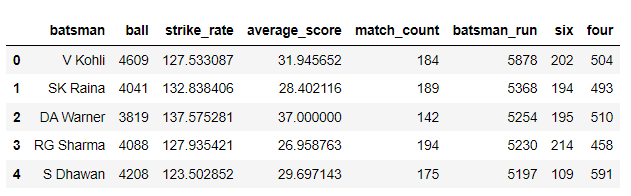 batsman ball strike_rate average_score match_count batsman_run six four
0 V Kohli 4609 127.533087 31.945652 184 5878 202 504
1 SK Raina 4041 132.838406 28.402116 189 5368 194 493
2 DA Warner 3819 137.575281 37.000000 142 5254 195 510
3 RG Sharma 4088 127.935421 26.958763 194 5230 214 458
4 S Dhawan 4208 123.502852 29.697143 175 5197 109 591